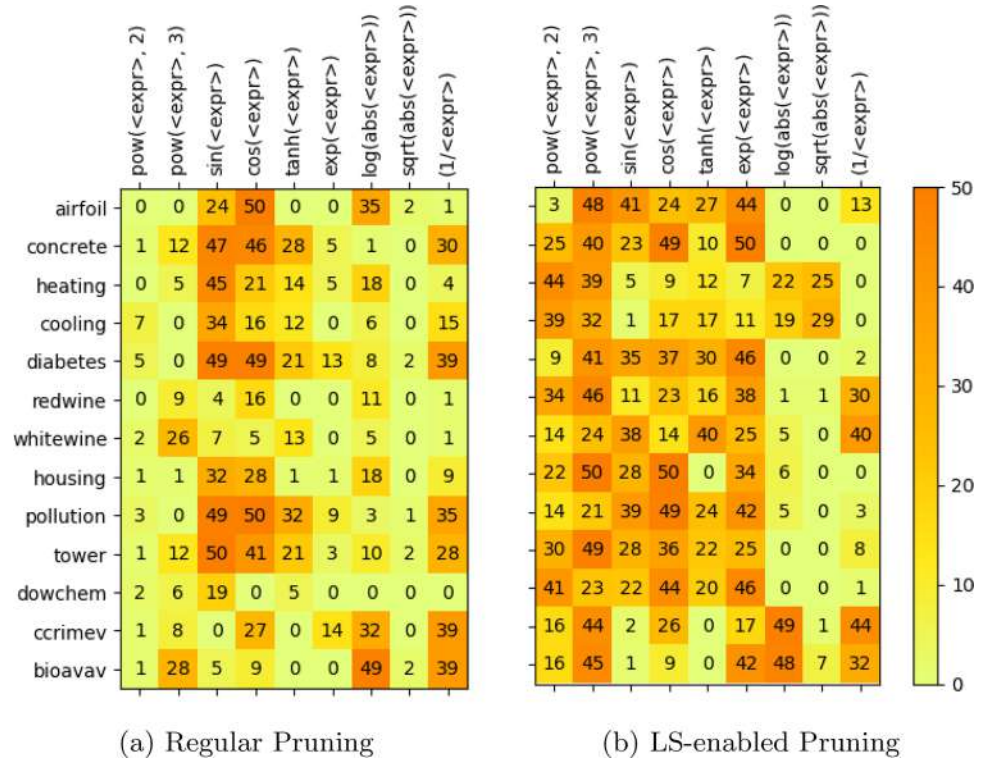 pow(<expr>, 2) pow(<expr>, 3) sin(<expr>) cos(<expr>) tanh(<expr>) exp(<expr>) log(abs(<expr>)) sqrt(abs(<expr>)) (1/<expr>)
pow(<expr>, 2) pow(<expr>, 3) sin(<expr>) cos(<expr>) tanh(<expr>) exp(<expr>) log(abs(<expr>)) sqrt(abs(<expr>)) (1/<expr>)
airfoil 0 0 24 50 0 0 35 2 1 3 48 41 24 27 44 0 0 13
concrete 1 12 47 46 28 5 1 0 30 25 40 23 49 10 50 0 0 0
heating 0 5 45 21 14 5 18 0 4 44 39 5 9 12 7 22 25 0
cooling 7 0 34 16 12 0 6 0 15 39 32 1 17 17 11 19 29 0
diabetes 5 0 49 49 21 13 8 2 39 9 41 35 37 30 46 0 0 2
redwine 0 9 4 16 0 0 11 0 1 34 46 11 23 16 38 1 1 30
whitewine 2 26 7 5 13 0 5 0 1 14 24 38 14 40 25 5 0 40
housing 1 1 32 28 1 1 18 0 9 22 50 28 50 0 34 6 0 0
pollution 3 0 49 50 32 9 3 1 35 14 21 39 49 24 42 5 0 3
tower 1 12 50 41 21 3 10 2 28 30 49 28 36 22 25 0 0 8
dowchem 2 6 19 0 5 0 0 0 0 41 23 22 44 20 46 0 0 1
ccrimev 1 8 0 27 0 14 32 0 39 16 44 2 26 0 17 49 1 44
bioavav 1 28 5 9 0 0 49 2 39 16 45 1 9 0 42 48 7 32
50
40
30
20
10
0
(a) Regular Pruning
(b) LS-enabled Pruning